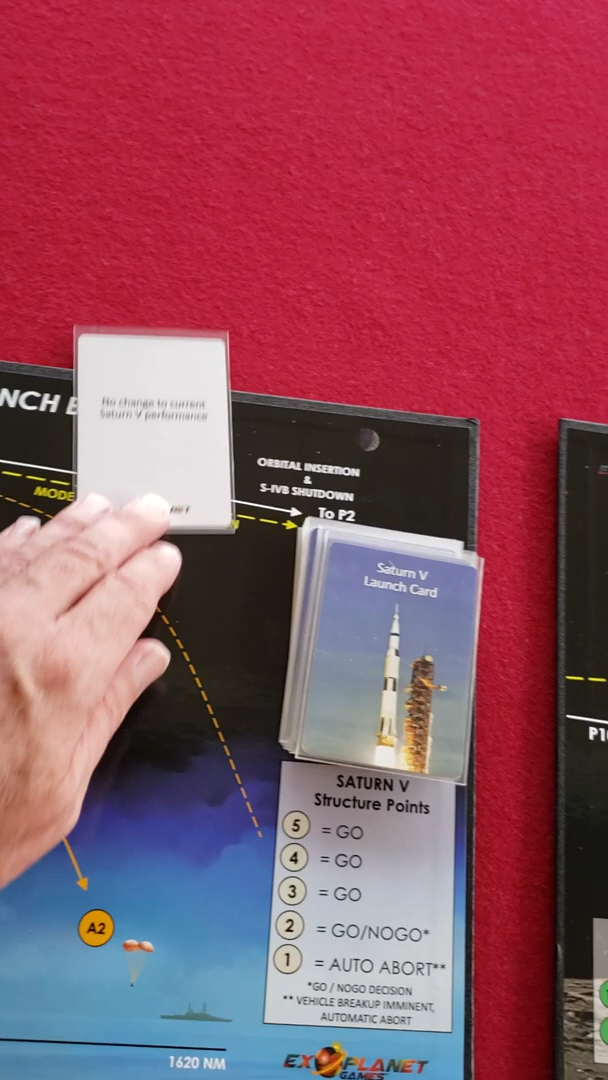 NCH
No change to current
Saturn V performance
ORBITAL INSERTION
&
S-IVB SHUTDOWN
To P2
MODE
Saturn V
Launch Card
P1
SATURN V
Structure Points
5 = GO
4 = GO
3 = GO
2 = GO/NOGO*
1 = AUTO ABORT**
*GO / NOGO DECISION
** VEHICLE BREAKUP IMMINENT,
AUTOMATIC ABORT
A2
1620 NM
EXOPLANET
GAMES